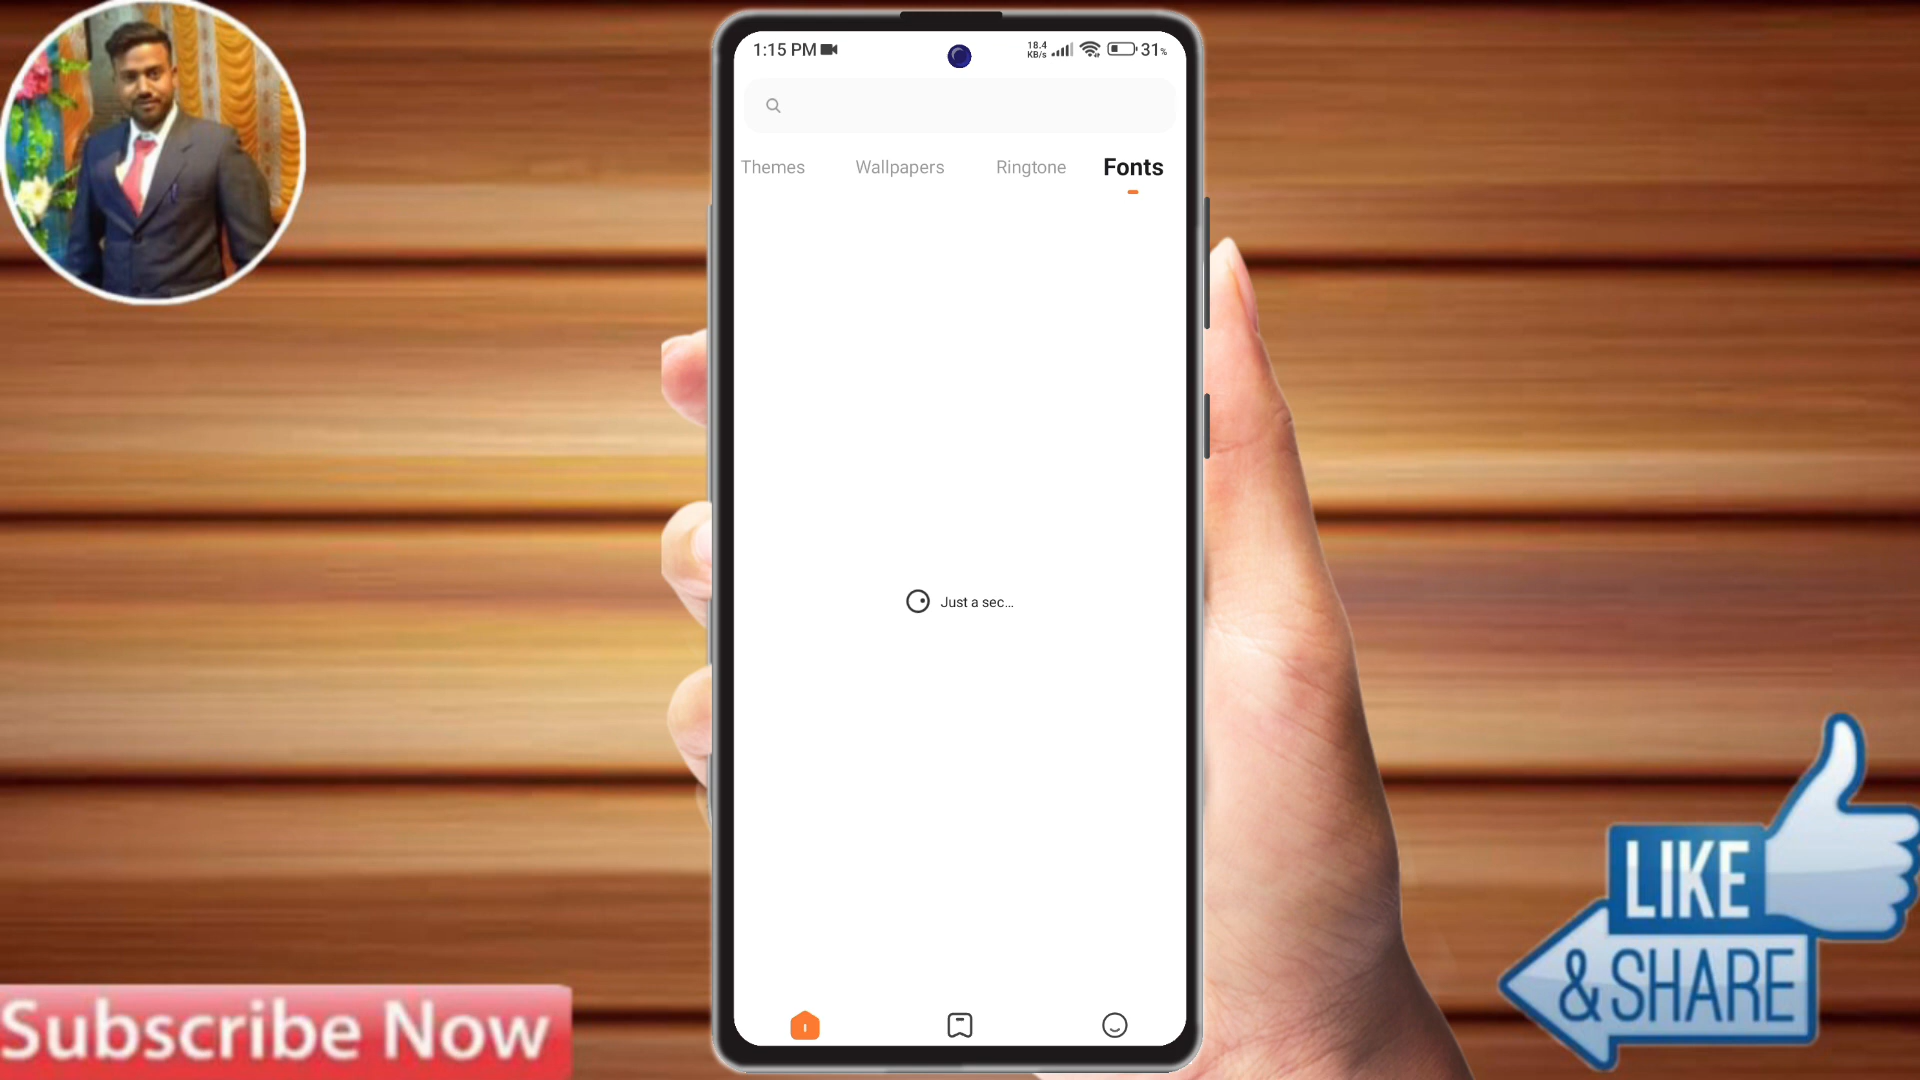 1:15 PM
18.4
KB/s
31%
Themes
Wallpapers
Ringtone
Fonts
Just a sec...
LIKE
& SHARE
Subscribe Now